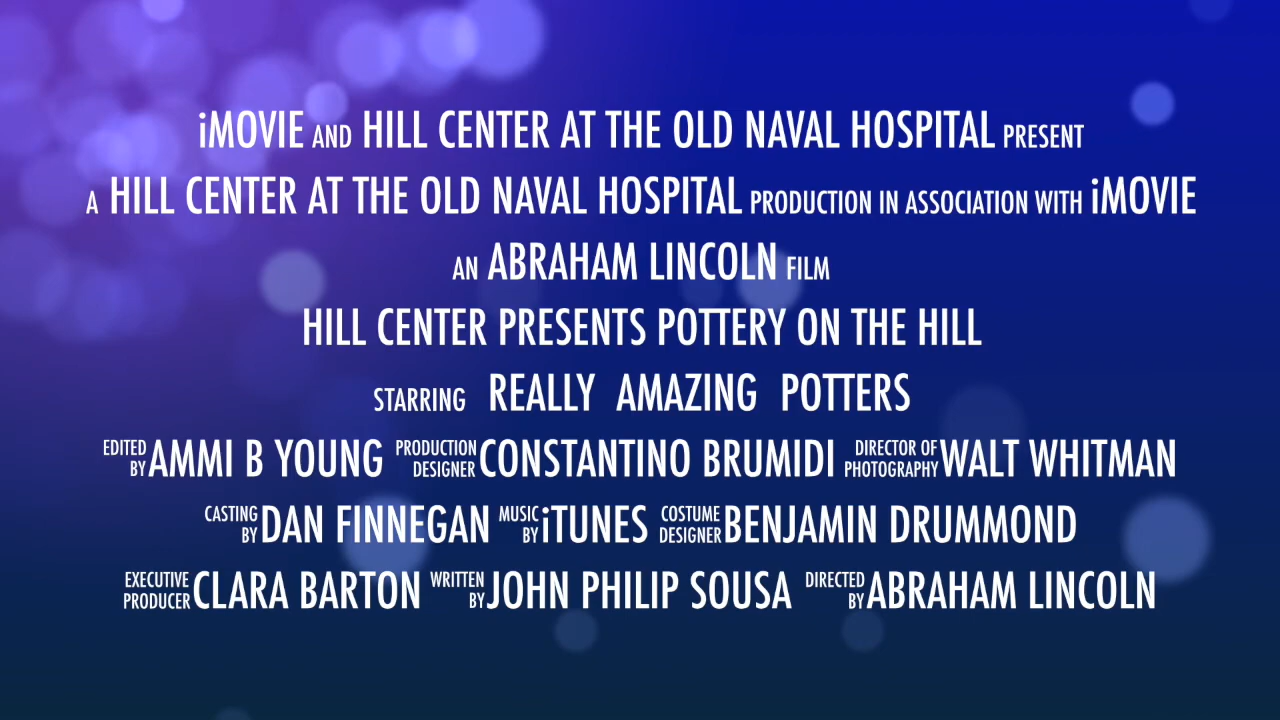 iMOVIE AND HILL CENTER AT THE OLD NAVAL HOSPITAL PRESENT
A HILL CENTER AT THE OLD NAVAL HOSPITAL PRODUCTION IN ASSOCIATION WITH iMOVIE
AN ABRAHAM LINCOLN FILM
HILL CENTER PRESENTS POTTERY ON THE HILL
STARRING REALLY AMAZING POTTERS
EDITED BY AMMI B YOUNG PRODUCTION DESIGNER CONSTANTINO BRUMIDI DIRECTOR OF PHOTOGRAPHY WALT WHITMAN
CASTING BY DAN FINNEGAN MUSIC BY iTUNES COSTUME DESIGNER BENJAMIN DRUMMOND
EXECUTIVE PRODUCER CLARA BARTON WRITTEN BY JOHN PHILIP SOUSA DIRECTED BY ABRAHAM LINCOLN